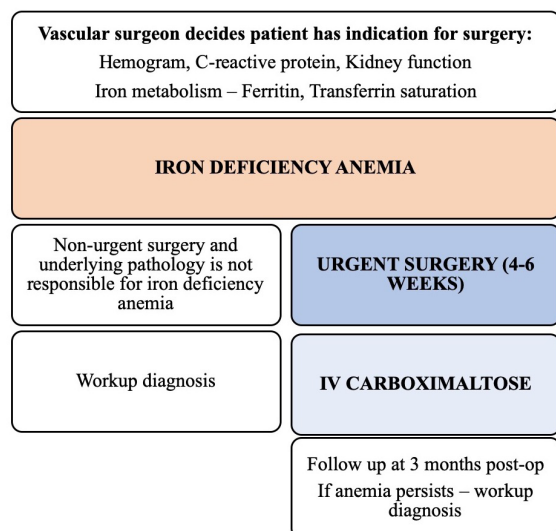 Vascular surgeon decides patient has indication for surgery:
Hemogram, C-reactive protein, Kidney function
Iron metabolism – Ferritin, Transferrin saturation
IRON DEFICIENCY ANEMIA
Non-urgent surgery and
underlying pathology is not
responsible for iron deficiency
anemia
URGENT SURGERY (4-6
WEEKS)
Workup diagnosis
IV CARBOXIMALTOSE
Follow up at 3 months post-op
If anemia persists – workup
diagnosis